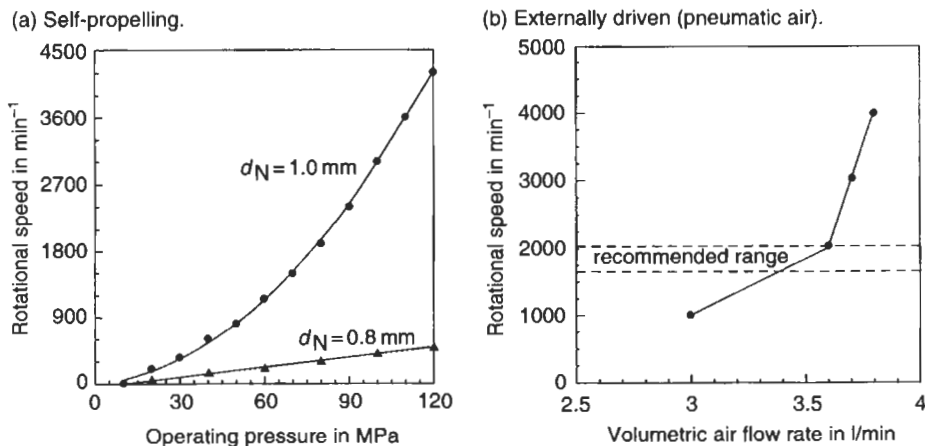 (a) Self-propelling.
4500
3600
2700
1800
900
0
Rotational speed in min⁻¹
d_N = 1.0 mm
d_N = 0.8 mm
0 30 60 90 120
Operating pressure in MPa
(b) Externally driven (pneumatic air).
5000
4000
3000
2000
1000
0
Rotational speed in min⁻¹
recommended range
2.5 3 3.5 4
Volumetric air flow rate in l/min